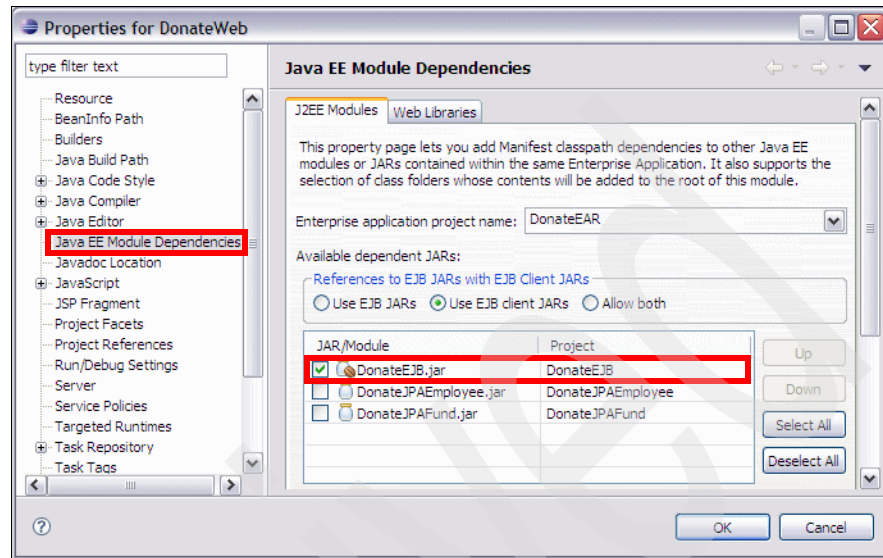 Properties for DonateWeb
type filter text
Resource
BeanInfo Path
Builders
Java Build Path
Java Code Style
Java Compiler
Java Editor
Java EE Module Dependencies
Javadoc Location
JavaScript
JSP Fragment
Project Facets
Project References
Run/Debug Settings
Server
Service Policies
Targeted Runtimes
Task Repository
Task Tags
Java EE Module Dependencies
J2EE Modules Web Libraries
This property page lets you add Manifest classpath dependencies to other Java EE
modules or JARs contained within the same Enterprise Application. It also supports the
selection of class folders whose contents will be added to the root of this module.
Enterprise application project name: DonateEAR
Available dependent JARs:
References to EJB JARs with EJB Client JARs
Use EJB JARs Use EJB client JARs Allow both
JAR/Module Project
DonateEJB.jar DonateEJB
DonateJPAEmployee.jar DonateJPAEmployee
DonateJPAFund.jar DonateJPAFund
Up
Down
Select All
Deselect All
OK Cancel